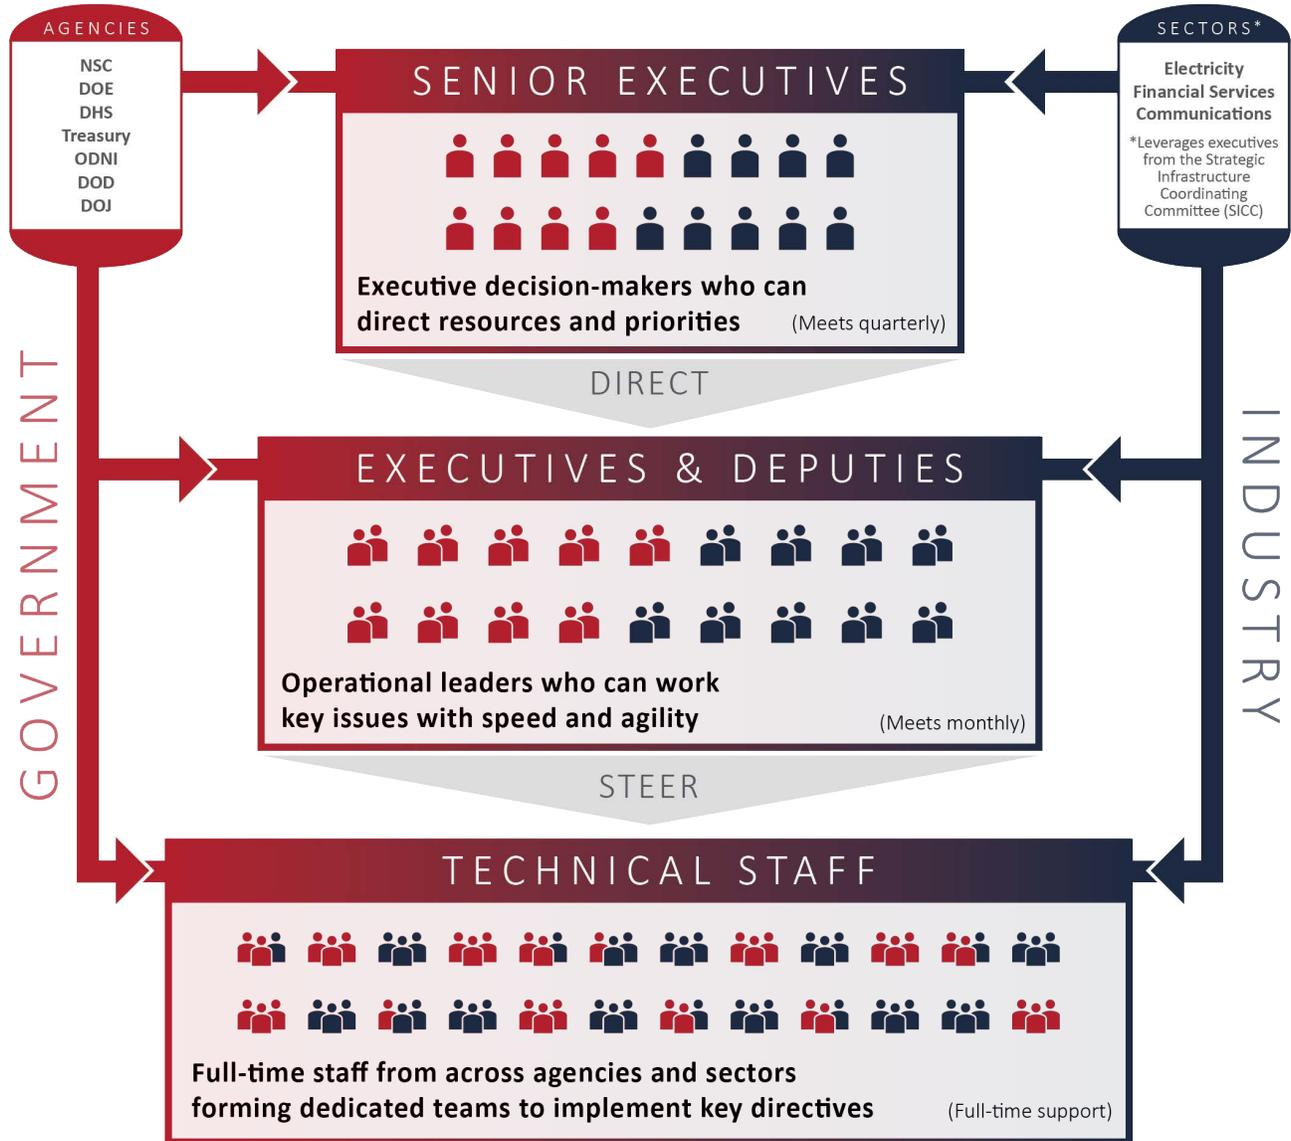 AGENCIES
NSC
DOE
DHS
Treasury
ODNI
DOD
DOJ
SECTORS*
Electricity
Financial Services
Communications
*Leverages executives
from the Strategic
Infrastructure
Coordinating
Committee (SICC)
SENIOR EXECUTIVES
Executive decision-makers who can
direct resources and priorities (Meets quarterly)
DIRECT
GOVERNMENT
INDUSTRY
EXECUTIVES & DEPUTIES
Operational leaders who can work
key issues with speed and agility (Meets monthly)
STEER
TECHNICAL STAFF
Full-time staff from across agencies and sectors
forming dedicated teams to implement key directives (Full-time support)